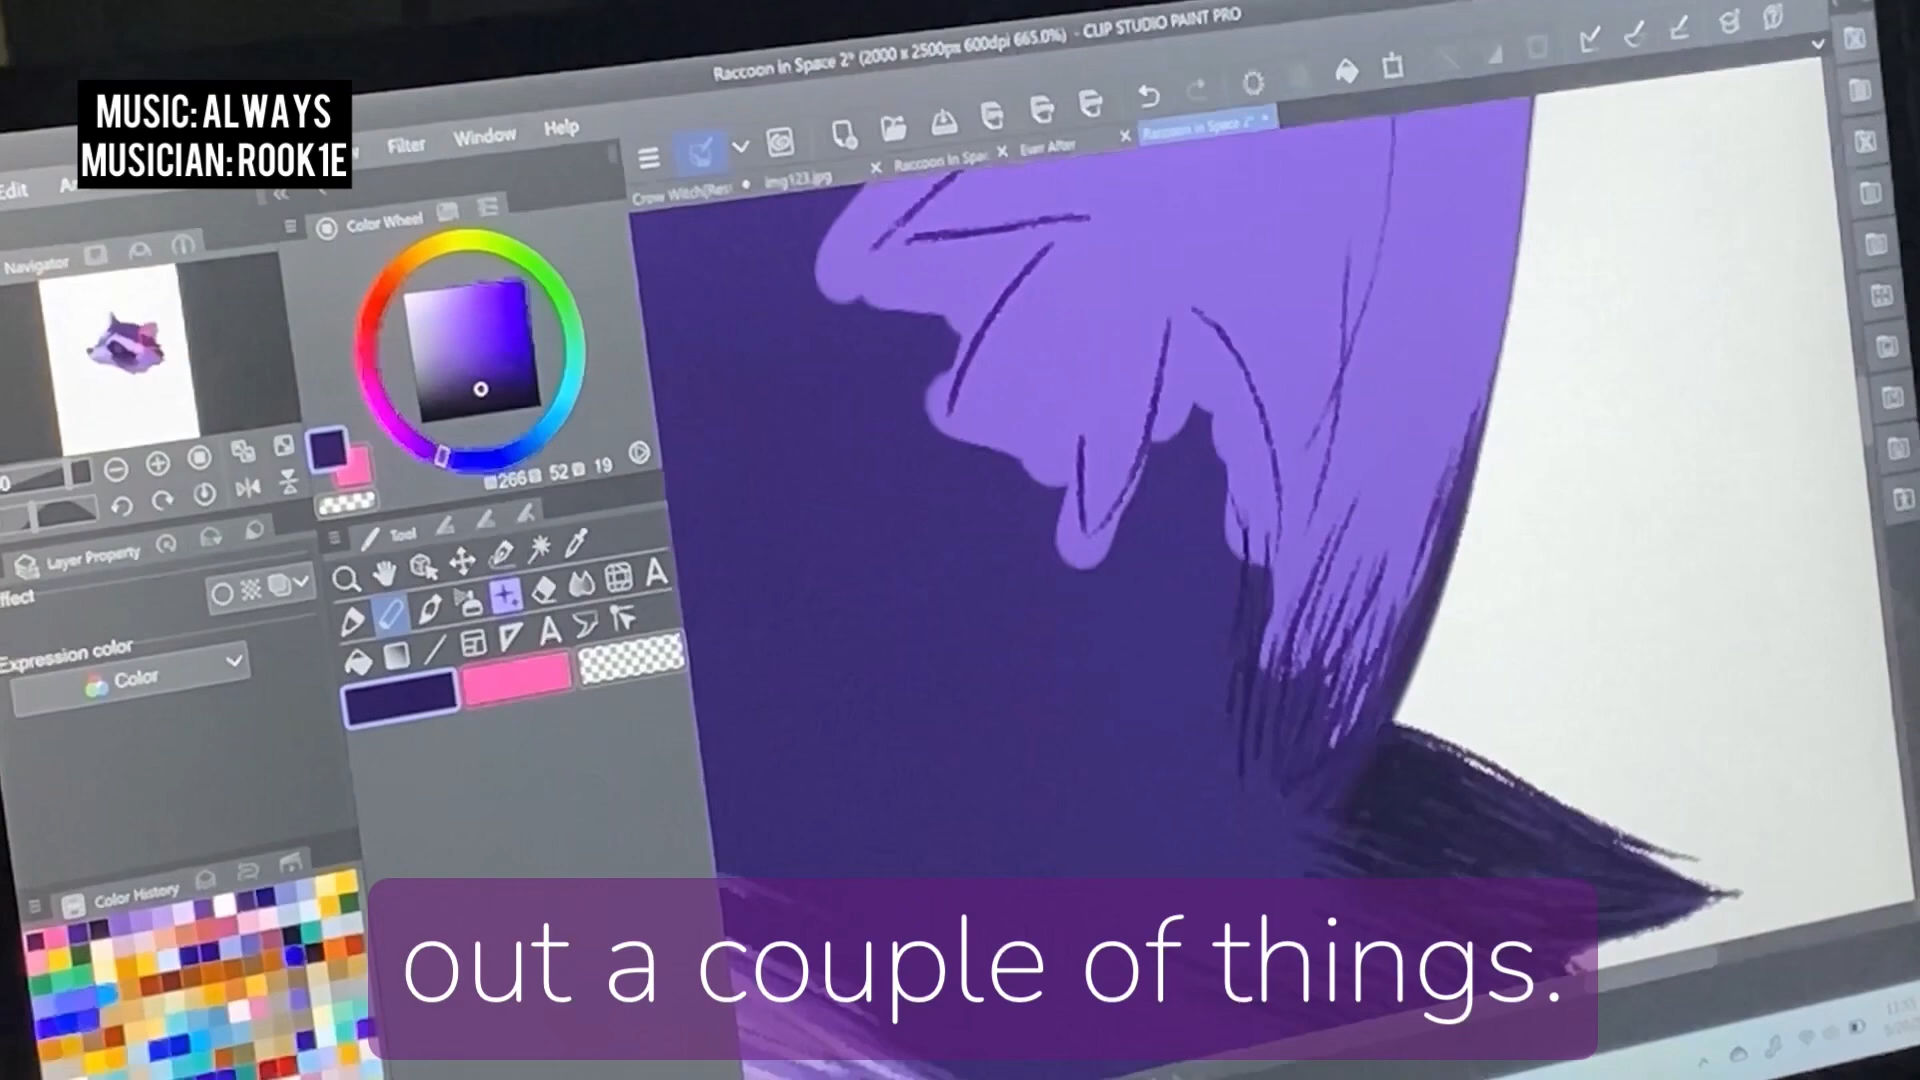 Raccoon in Space 2* (2000 x 2500px 600dpi 665.0%) - CLIP STUDIO PAINT PRO
MUSIC: ALWAYS
MUSICIAN: ROOK1E
Edit
Filter Window Help
Crow Witch
img123.jpg
Raccoon in Spac
Ever After
Raccoon in Space 2*
Navigator
Color Wheel
266 52 19
Tool
Layer Property
Expression color
Color
Color History
out a couple of things.